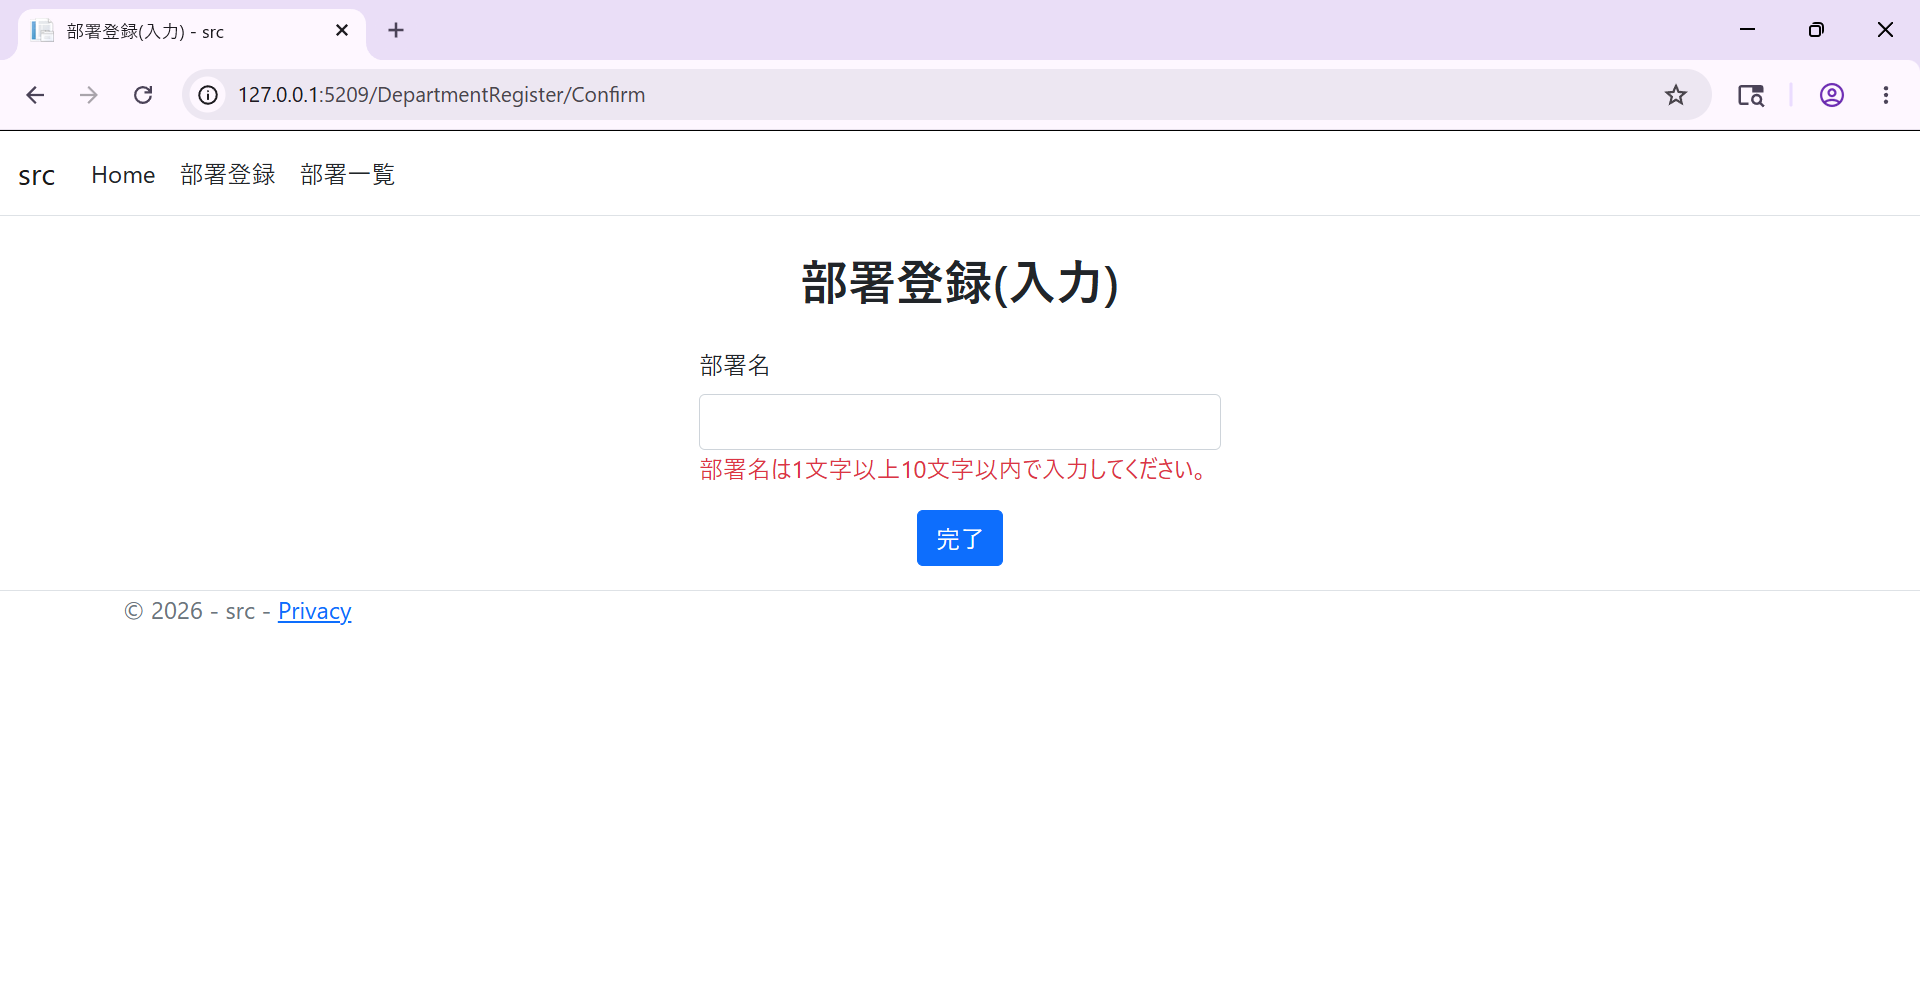 部署登録(入力) - src
127.0.0.1:5209/DepartmentRegister/Confirm
src Home 部署登録 部署一覧
部署登録(入力)
部署名
部署名は1文字以上10文字以内で入力してください。
完了
© 2026 - src - Privacy